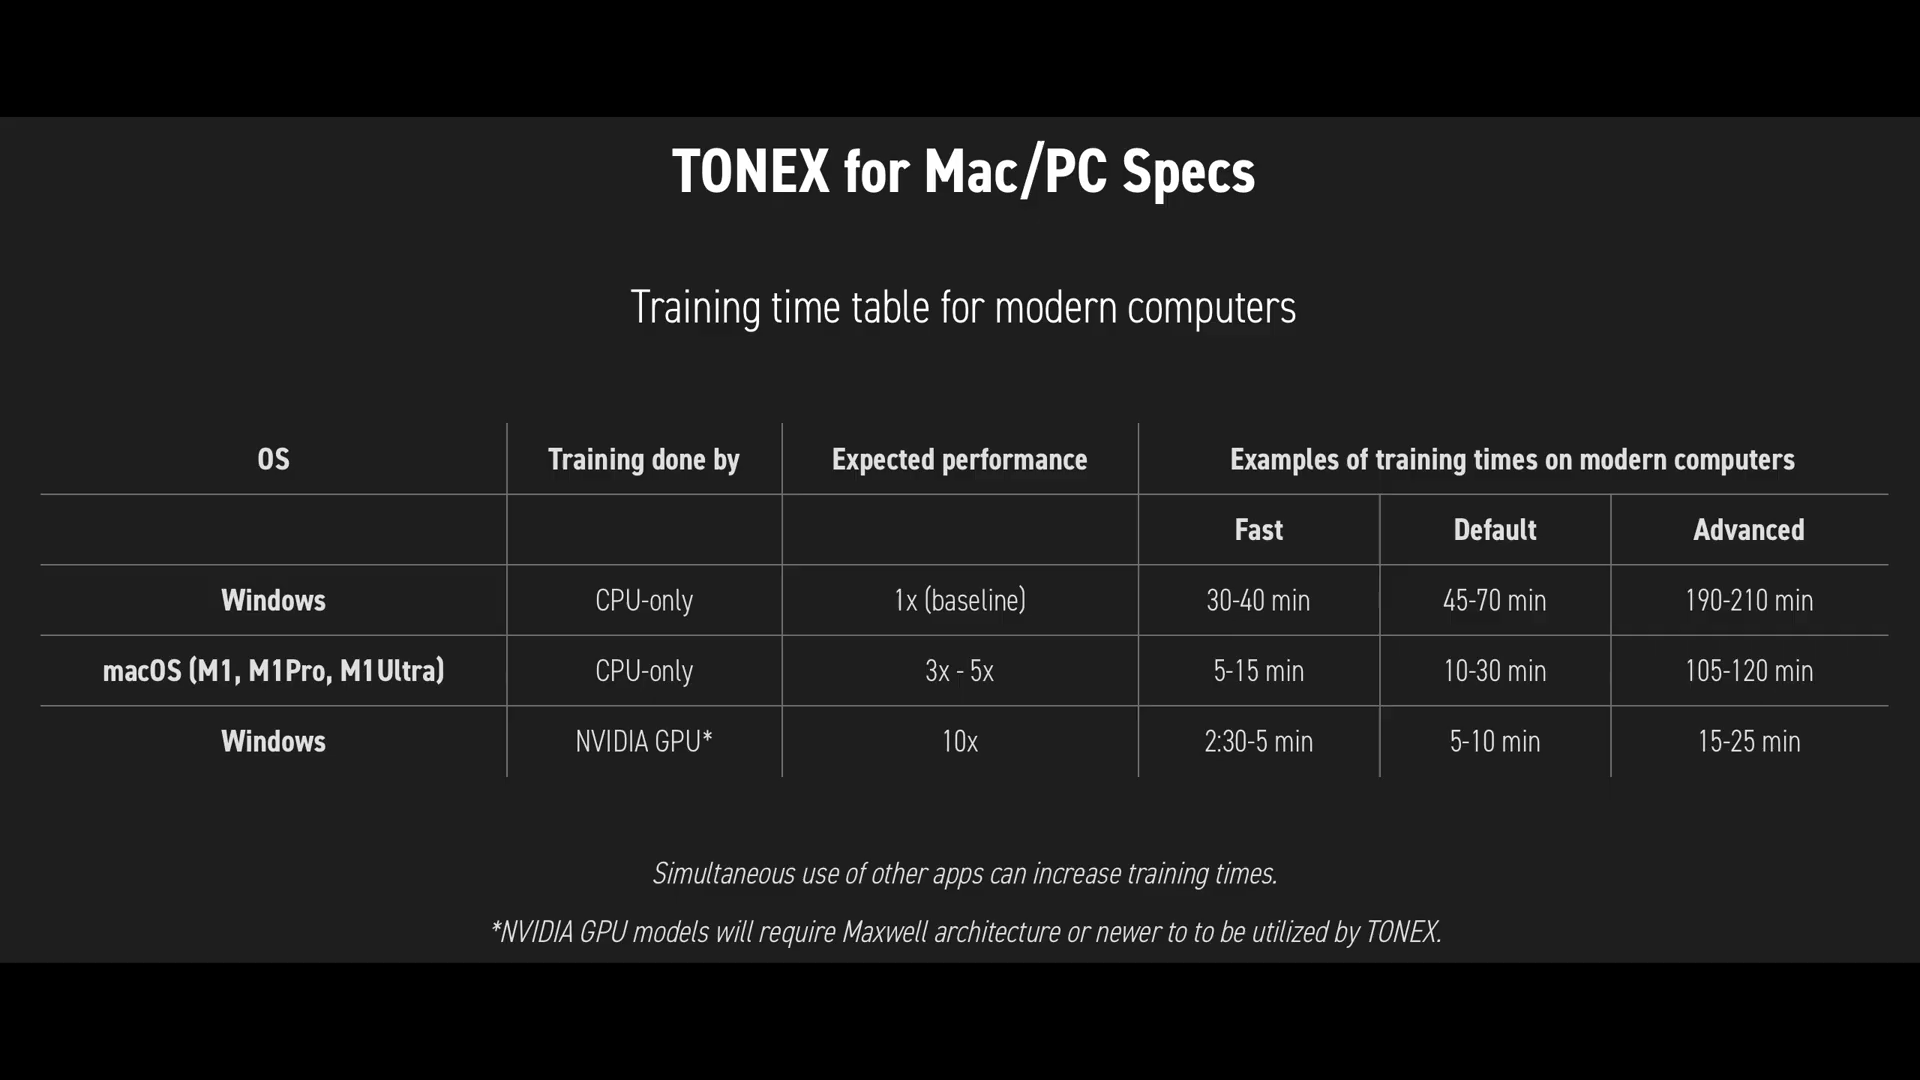 TONEX for Mac/PC Specs
Training time table for modern computers
OS Training done by Expected performance Examples of training times on modern computers
Fast Default Advanced
Windows CPU-only 1x (baseline) 30-40 min 45-70 min 190-210 min
macOS (M1, M1Pro, M1Ultra) CPU-only 3x - 5x 5-15 min 10-30 min 105-120 min
Windows NVIDIA GPU* 10x 2:30-5 min 5-10 min 15-25 min
Simultaneous use of other apps can increase training times.
*NVIDIA GPU models will require Maxwell architecture or newer to to be utilized by TONEX.